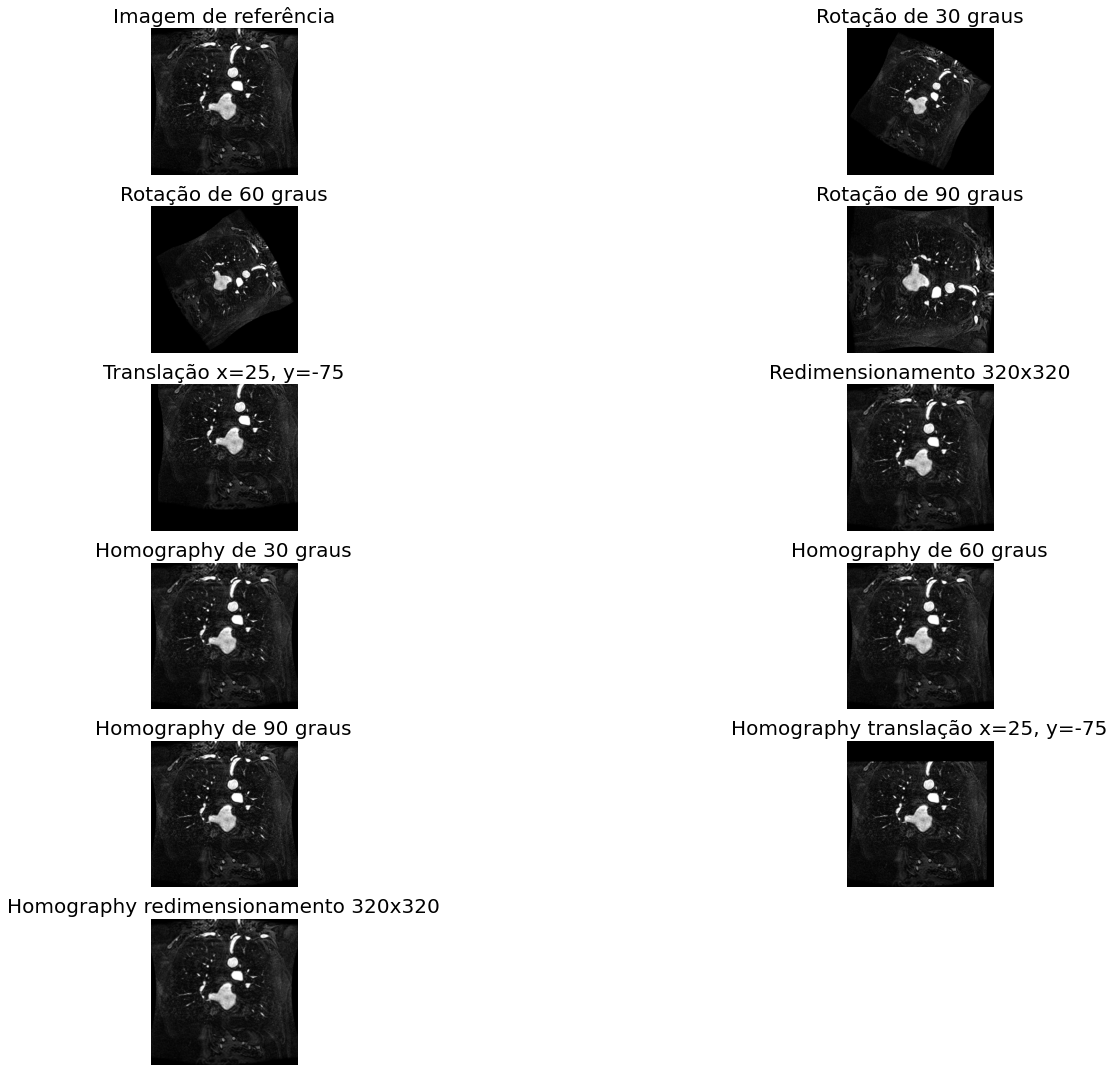 Imagem de referência
Rotação de 30 graus
Rotação de 60 graus
Rotação de 90 graus
Translação x=25, y=-75
Redimensionamento 320x320
Homography de 30 graus
Homography de 60 graus
Homography de 90 graus
Homography translação x=25, y=-75
Homography redimensionamento 320x320